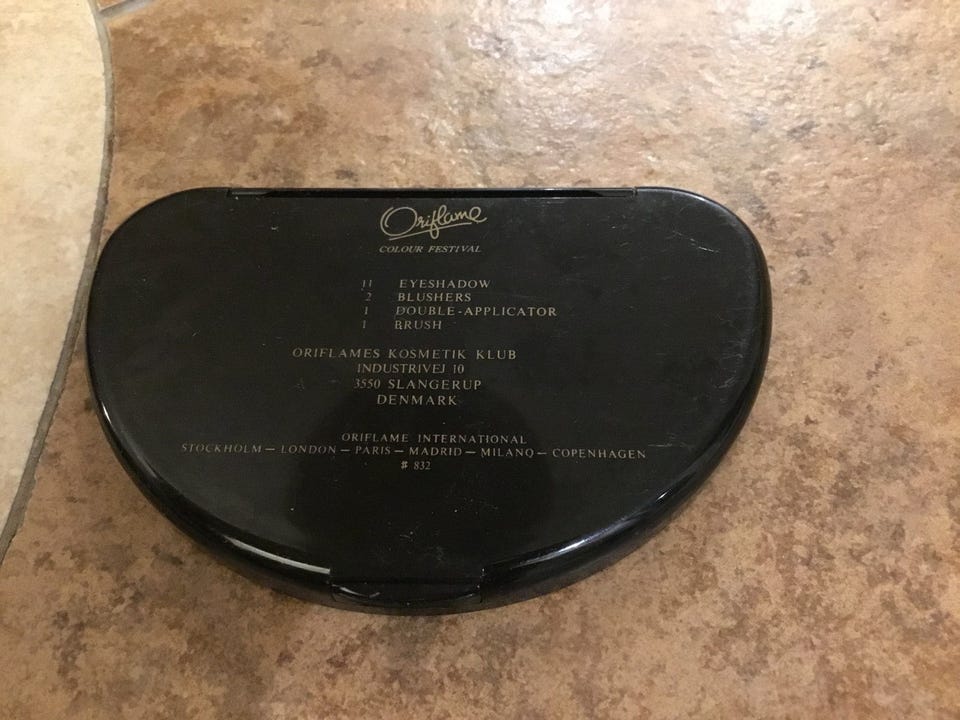 Oriflame
COLOUR FESTIVAL
11 EYESHADOW
2 BLUSHERS
1 DOUBLE-APPLICATOR
1 BRUSH
ORIFLAMES KOSMETIK KLUB
INDUSTRIVEJ 10
3550 SLANGERUP
DENMARK
ORIFLAME INTERNATIONAL
STOCKHOLM — LONDON — PARIS — MADRID — MILANO — COPENHAGEN
# 832